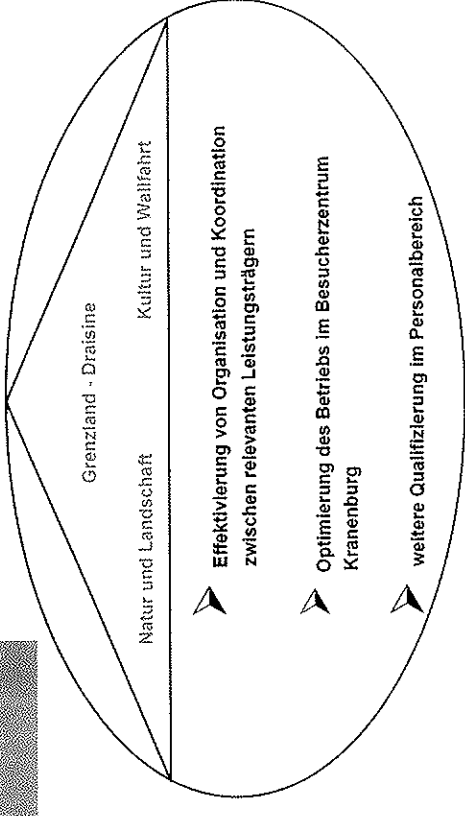 Grenzland - Draisine
Natur und Landschaft
Kultur und Wallfahrt
Effektivierung von Organisation und Koordination
zwischen relevanten Leistungsträgern
Optimierung des Betriebs im Besucherzentrum
Kranenburg
weitere Qualifizierung im Personalbereich